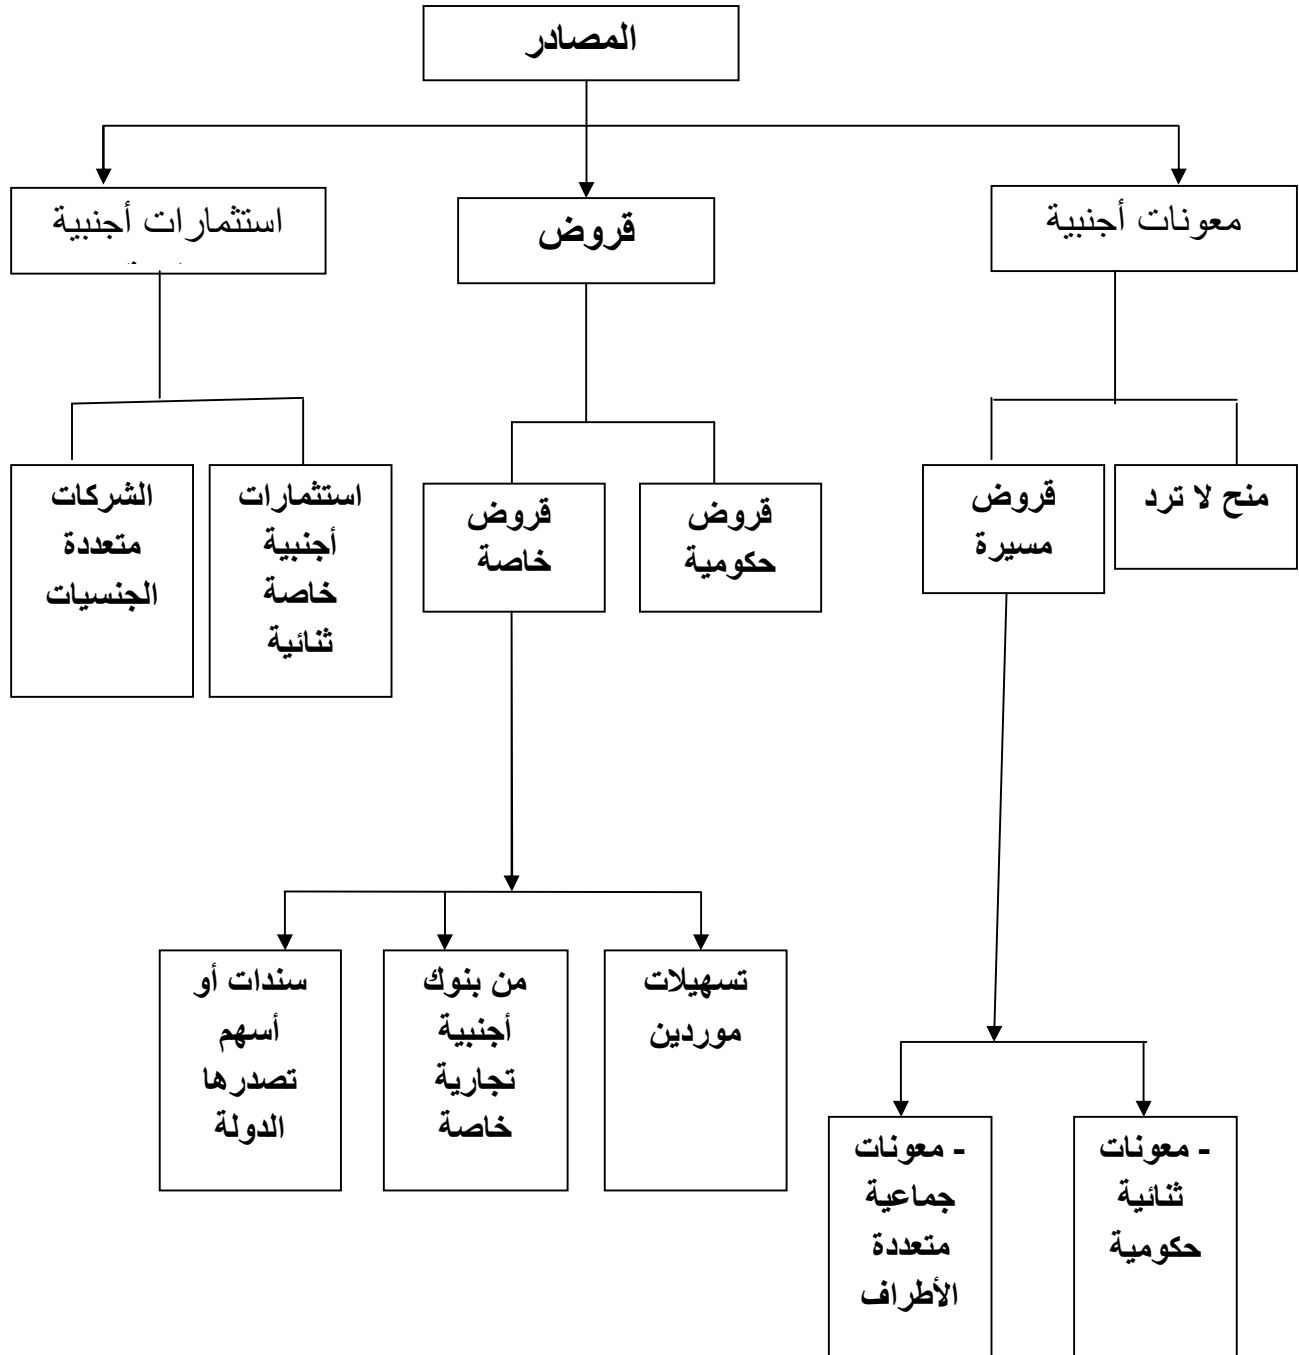 المصادر
معونات أجنبية
قروض
استثمارات أجنبية
منح لا ترد
قروض
مسيرة
قروض
حكومية
قروض
خاصة
استثمارات
أجنبية
خاصة
ثنائية
الشركات
متعددة
الجنسيات
تسهيلات
موردين
من بنوك
أجنبية
تجارية
خاصة
سندات أو
أسهم
تصدرها
الدولة
- معونات
ثنائية
حكومية
- معونات
جماعية
متعددة
الأطراف